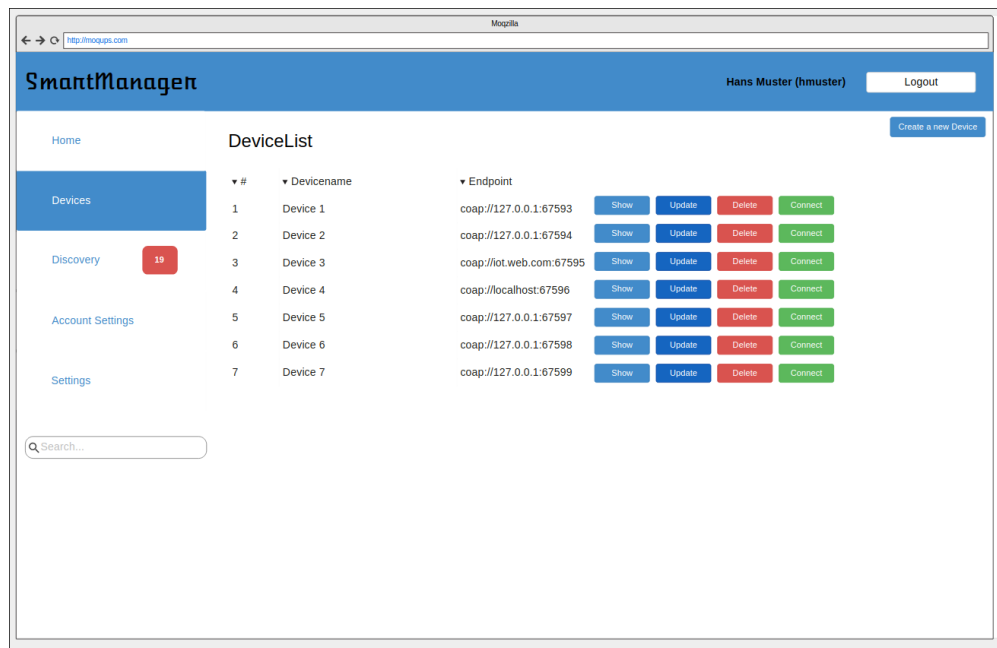 Moqzilla
http://moqups.com
SmartManager
Hans Muster (hmuster)
Logout
Home
Devices
Discovery
19
Account Settings
Settings
Search...
DeviceList
Create a new Device
▾ # ▾ Devicename ▾ Endpoint
1 Device 1 coap://127.0.0.1:67593 Show Update Delete Connect
2 Device 2 coap://127.0.0.1:67594 Show Update Delete Connect
3 Device 3 coap://iot.web.com:67595 Show Update Delete Connect
4 Device 4 coap://localhost:67596 Show Update Delete Connect
5 Device 5 coap://127.0.0.1:67597 Show Update Delete Connect
6 Device 6 coap://127.0.0.1:67598 Show Update Delete Connect
7 Device 7 coap://127.0.0.1:67599 Show Update Delete Connect